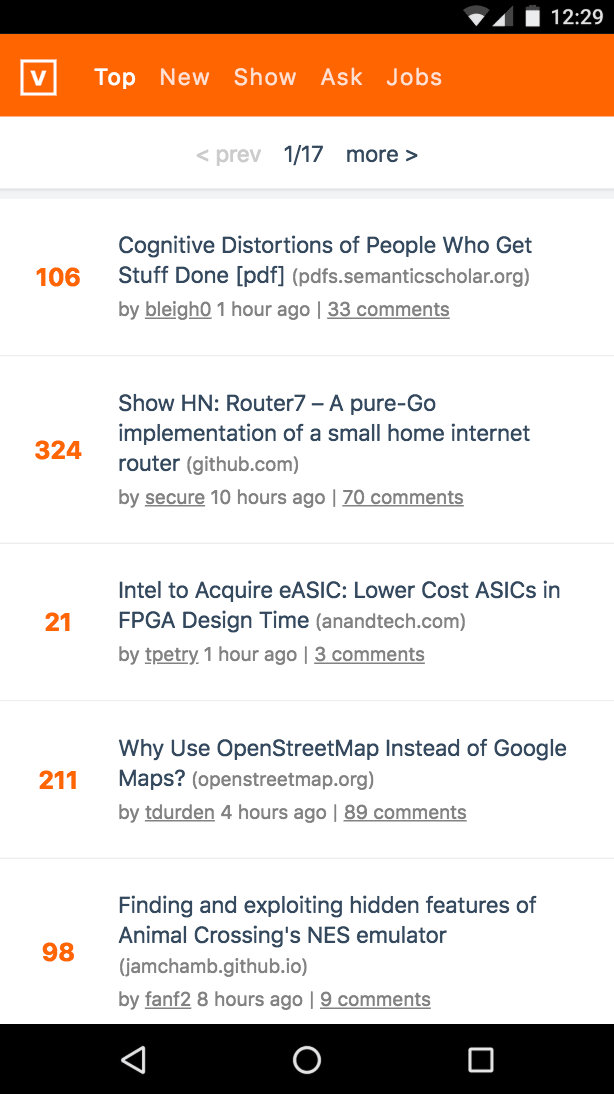 12:29
V Top New Show Ask Jobs
< prev 1/17 more >
Cognitive Distortions of People Who Get
106 Stuff Done [pdf] (pdfs.semanticscholar.org)
by bleigh0 1 hour ago | 33 comments
Show HN: Router7 – A pure-Go
324 implementation of a small home internet
router (github.com)
by secure 10 hours ago | 70 comments
Intel to Acquire eASIC: Lower Cost ASICs in
21 FPGA Design Time (anandtech.com)
by tpetry 1 hour ago | 3 comments
Why Use OpenStreetMap Instead of Google
211 Maps? (openstreetmap.org)
by tdurden 4 hours ago | 89 comments
Finding and exploiting hidden features of
Animal Crossing's NES emulator
98 (jamchamb.github.io)
by fanf2 8 hours ago | 9 comments